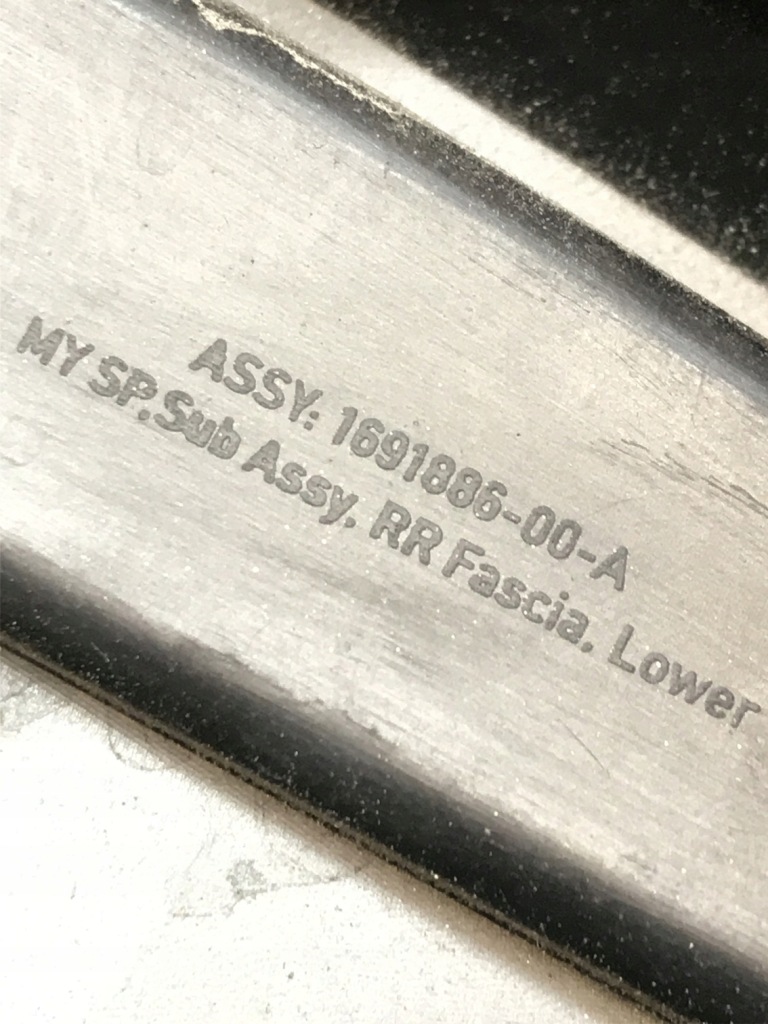 ASSY: 1691886-00-A
MY SP.Sub Assy. RR Fascia. Lower